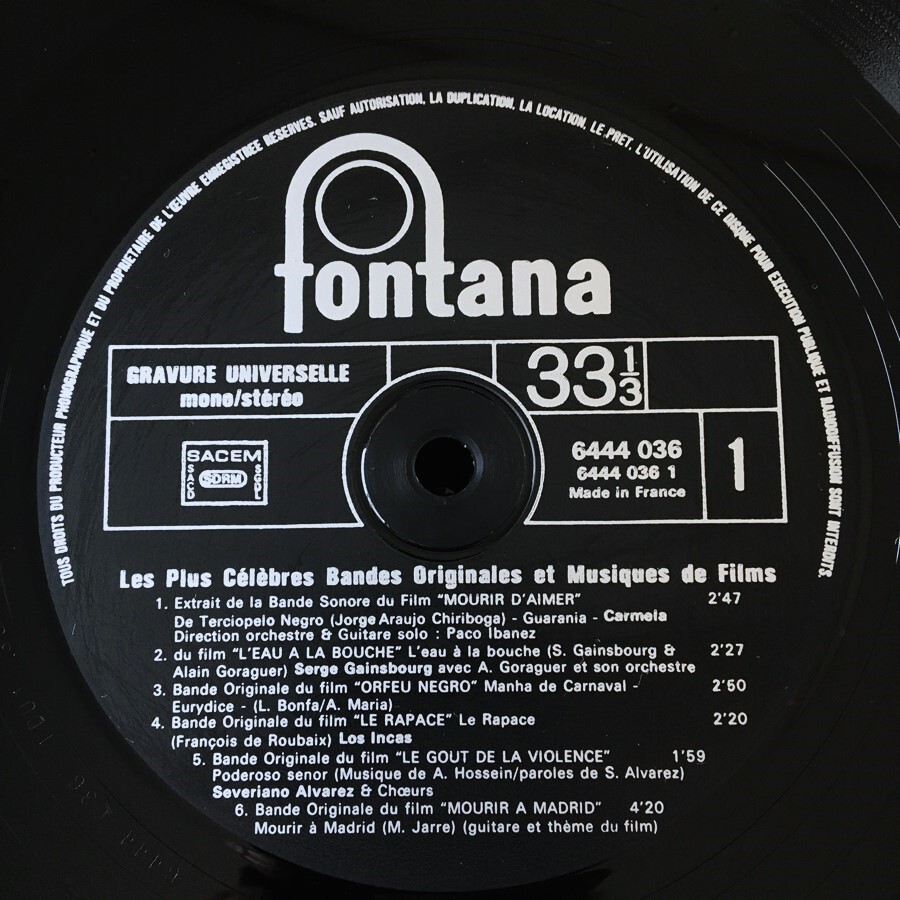 TOUS DROITS DU PRODUCTEUR PHONOGRAPHIQUE ET DU PROPRIETAIRE DE L'ŒUVRE ENREGISTREE RESERVES. SAUF AUTORISATION, LA DUPLICATION, LA LOCATION, LE PRET, L'UTILISATION DE CE DISQUE POUR EXECUTION PUBLIQUE ET RADIODIFFUSION SONT INTERDITS.
fontana
GRAVURE UNIVERSELLE
mono/stéréo
33 1/3
SACEM
SACD
SDRM
SGDL
6444 036
6444 036 1
Made in France
1
Les Plus Célèbres Bandes Originales et Musiques de Films
1. Extrait de la Bande Sonore du Film “MOURIR D'AIMER” 2'47
De Terciopelo Negro (Jorge Araujo Chiriboga) - Guarania - Carmela
Direction orchestre & Guitare solo : Paco Ibanez
2. du film “L'EAU A LA BOUCHE” L'eau à la bouche (S. Gainsbourg & 2'27
Alain Goraguer) Serge Gainsbourg avec A. Goraguer et son orchestre
3. Bande Originale du film “ORFEU NEGRO” Manha de Carnaval - 2'50
Eurydice - (L. Bonfa/A. Maria)
4. Bande Originale du film “LE RAPACE” Le Rapace 2'20
(François de Roubaix) Los Incas
5. Bande Originale du film “LE GOUT DE LA VIOLENCE” 1'59
Poderoso senor (Musique de A. Hossein/paroles de S. Alvarez)
Severiano Alvarez & Chœurs
6. Bande Originale du film “MOURIR A MADRID” 4'20
Mourir à Madrid (M. Jarre) (guitare et thème du film)